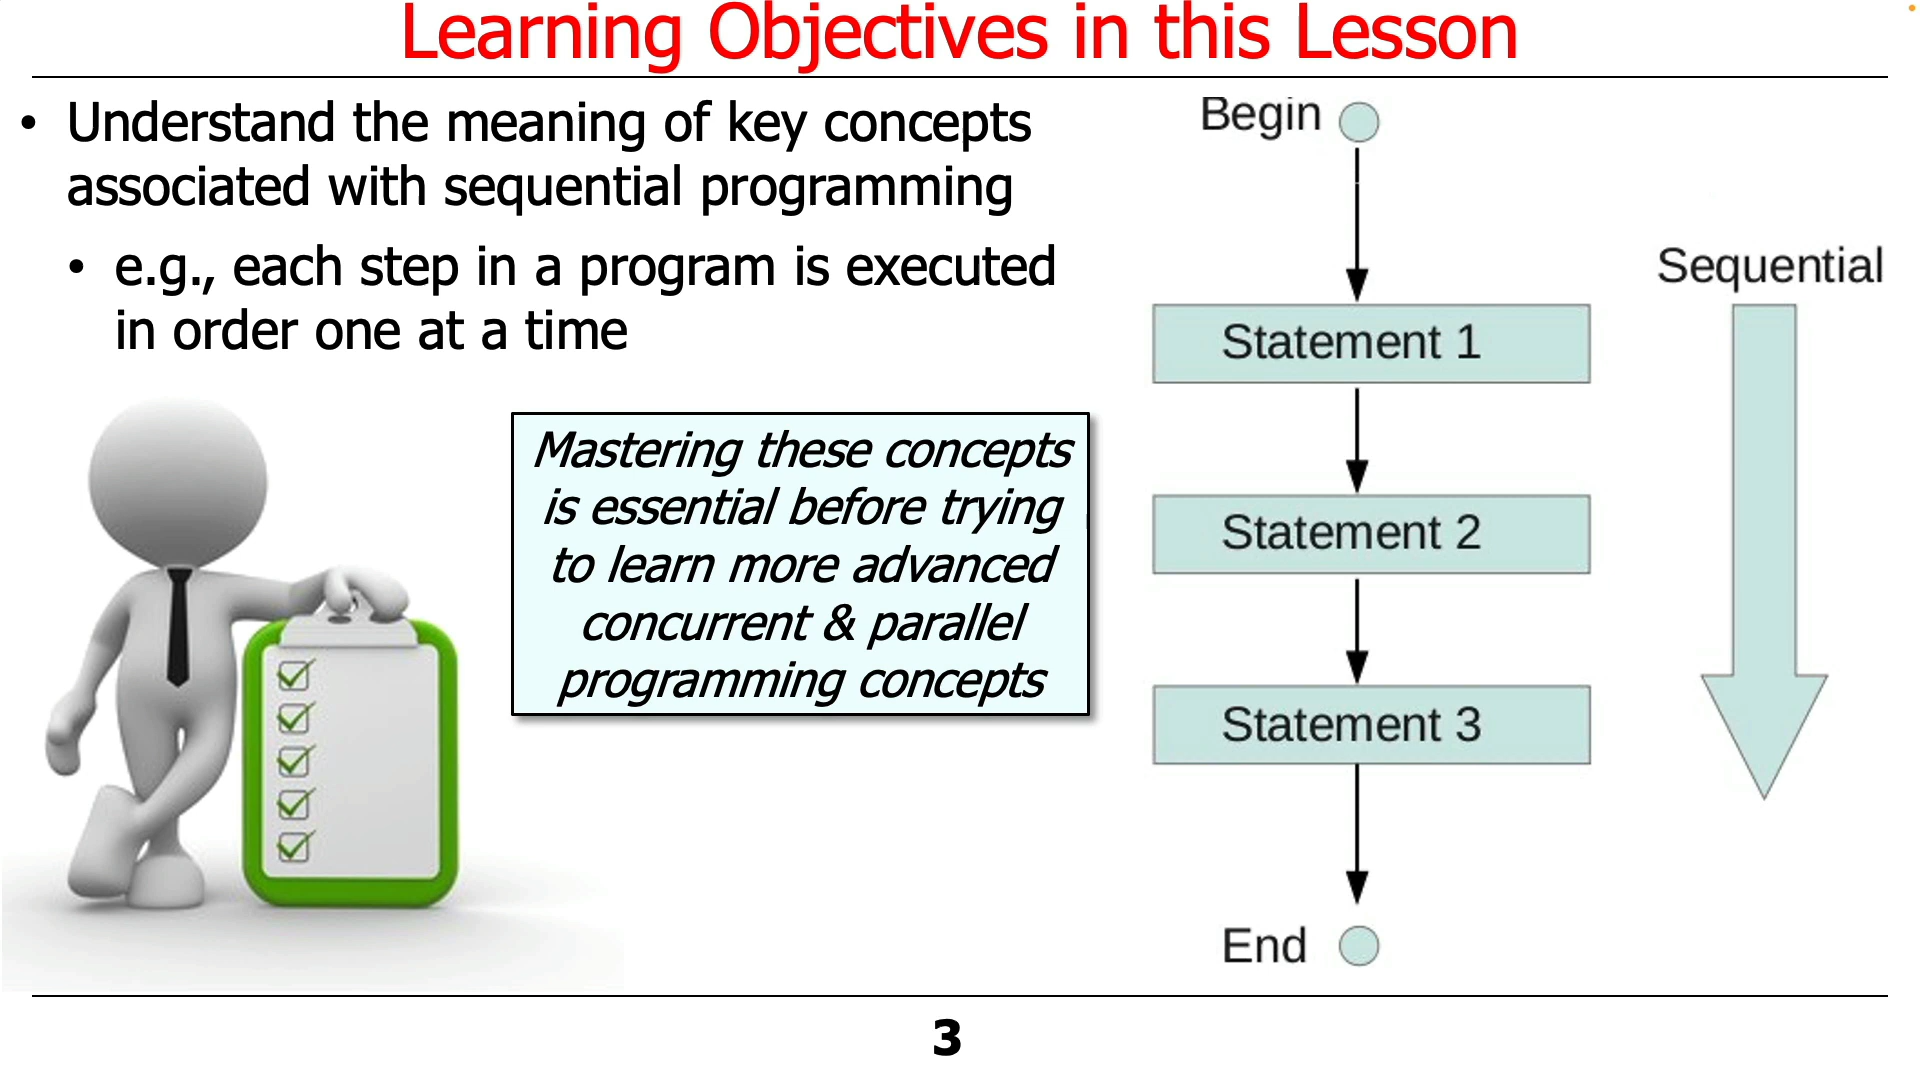 Learning Objectives in this Lesson
• Understand the meaning of key concepts
associated with sequential programming
• e.g., each step in a program is executed
in order one at a time
Mastering these concepts
is essential before trying
to learn more advanced
concurrent & parallel
programming concepts
Begin
Sequential
Statement 1
Statement 2
Statement 3
End
3